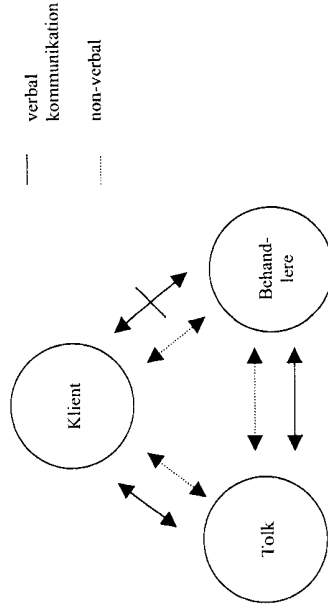 verbal
kommunikation
non-verbal
Klient
Behand-
lere
Tolk